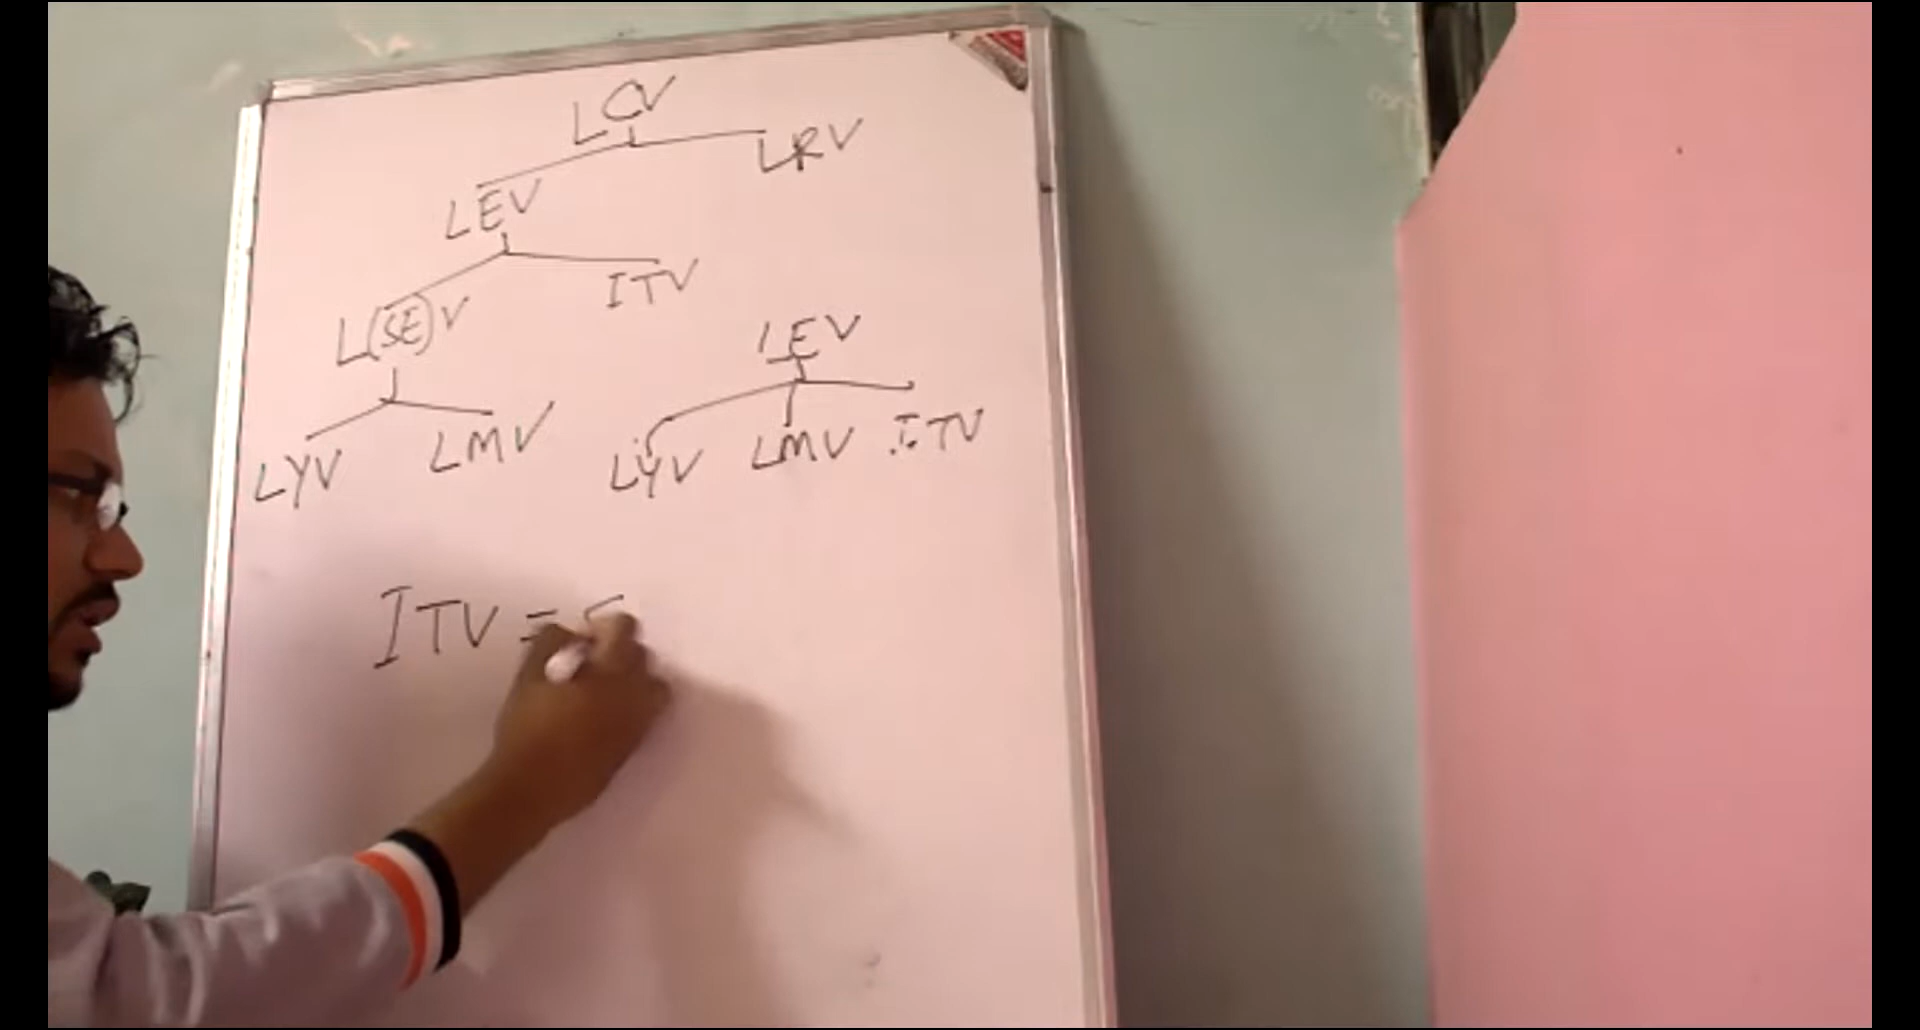 LCV
LEV LRV
L(SE)V ITV
LYV LMV
LEV
LYV LMV ITV
ITV =